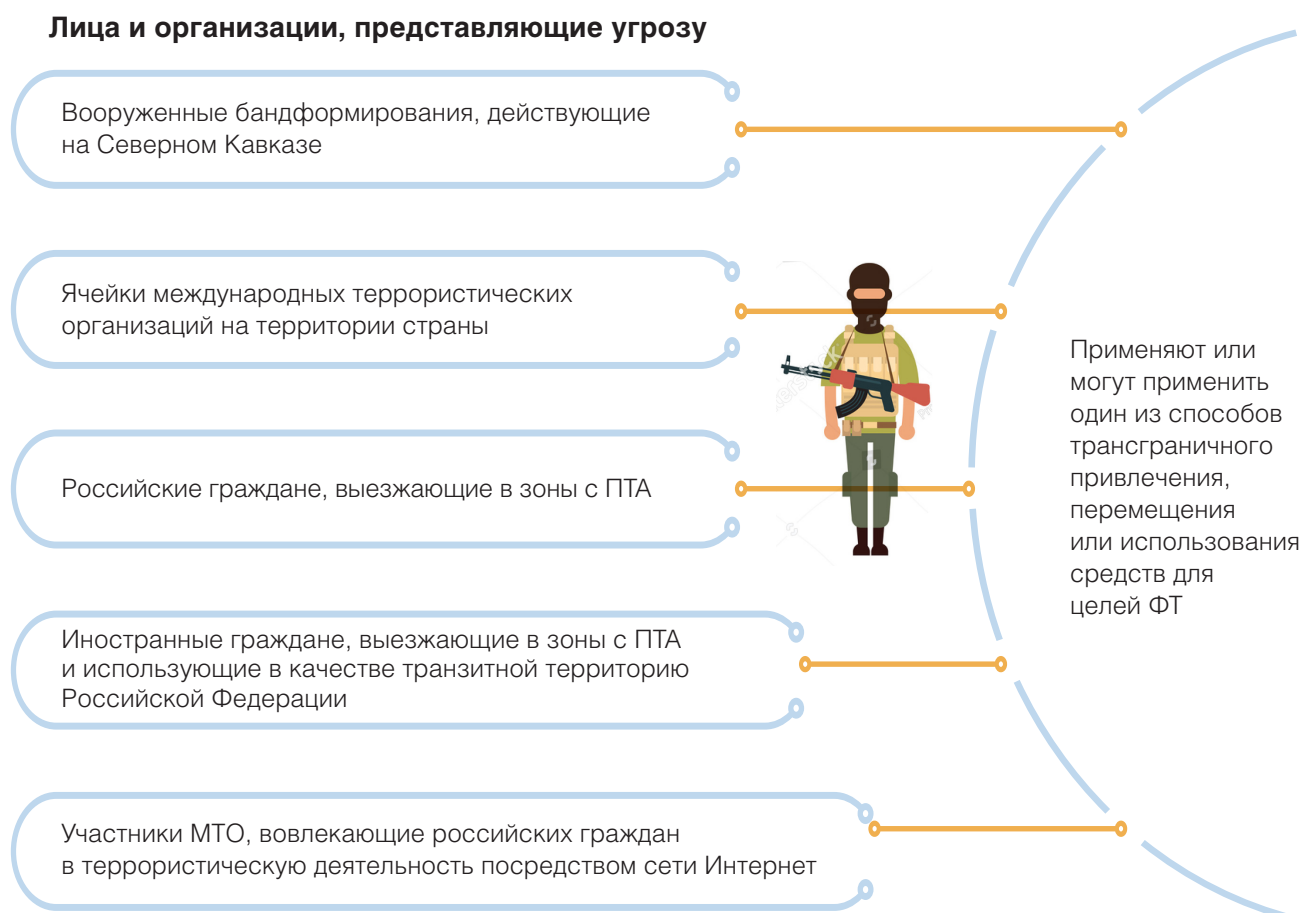 Лица и организации, представляющие угрозу
Вооруженные бандформирования, действующие
на Северном Кавказе
Ячейки международных террористических
организаций на территории страны
Российские граждане, выезжающие в зоны с ПТА
Иностранные граждане, выезжающие в зоны с ПТА
и использующие в качестве транзитной территорию
Российской Федерации
Участники МТО, вовлекающие российских граждан
в террористическую деятельность посредством сети Интернет
Применяют или
могут применить
один из способов
трансграничного
привлечения,
перемещения
или использования
средств для
целей ФТ